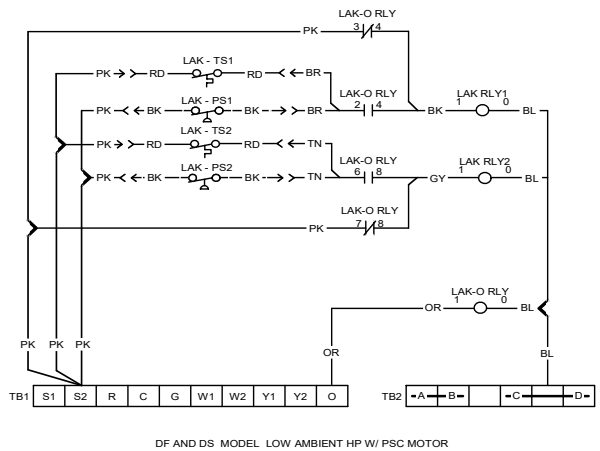 LAK-O RLY
PK 3 4
LAK - TS1
PK RD RD BR
LAK - PS1 LAK-O RLY LAK RLY1
PK BK BK BR 2 4 BK 1 0 BL
LAK - TS2
PK RD RD TN
LAK - PS2 LAK-O RLY LAK RLY2
PK BK BK TN 6 8 GY 1 0 BL
LAK-O RLY
PK 7 8
LAK-O RLY
OR 1 0 BL
PK PK PK OR BL
TB1 S1 S2 R C G W1 W2 Y1 Y2 O TB2 A B C D
DF AND DS MODEL LOW AMBIENT HP W/ PSC MOTOR